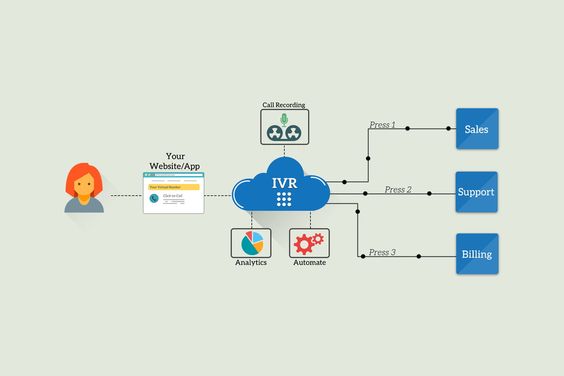 Call Recording
Press 1
Sales
Your
Website/App
Your Virtual Number
Click to Call
IVR
Press 2
Support
Analytics
Automate
Press 3
Billing